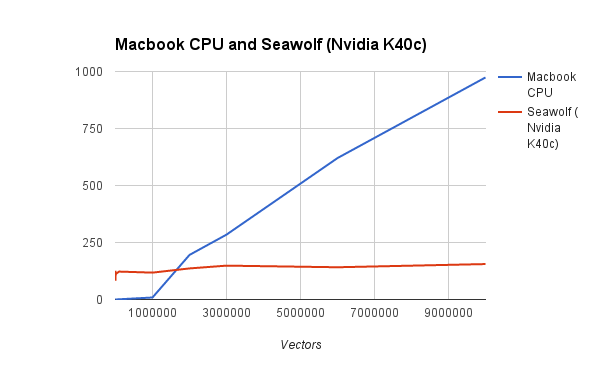 Macbook CPU and Seawolf (Nvidia K40c)
1000
750
500
250
0
1000000 3000000 5000000 7000000 9000000
Vectors
Macbook
CPU
Seawolf (
Nvidia
K40c)